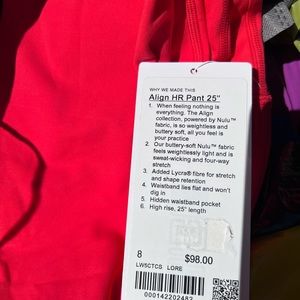 WHY WE MADE THIS
Align HR Pant 25"
1. When feeling nothing is
everything. The Align
collection, powered by Nulu™
fabric, is so weightless and
buttery soft, all you feel is
your practice
2. Our buttery-soft Nulu™ fabric
feels weightlessly light and is
sweat-wicking and four-way
stretch
3. Added Lycra® fibre for stretch
and shape retention
4. Waistband lies flat and won't
dig in
5. Hidden waistband pocket
6. High rise, 25" length
8 $98.00
LW5CTCS LORE
000142202482